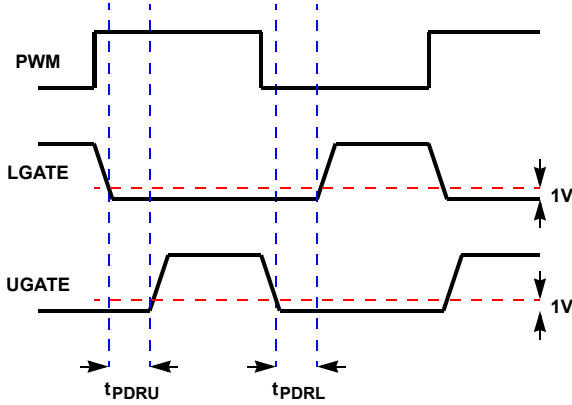 PWM
LGATE
1V
UGATE
1V
tPDRU
tPDRL